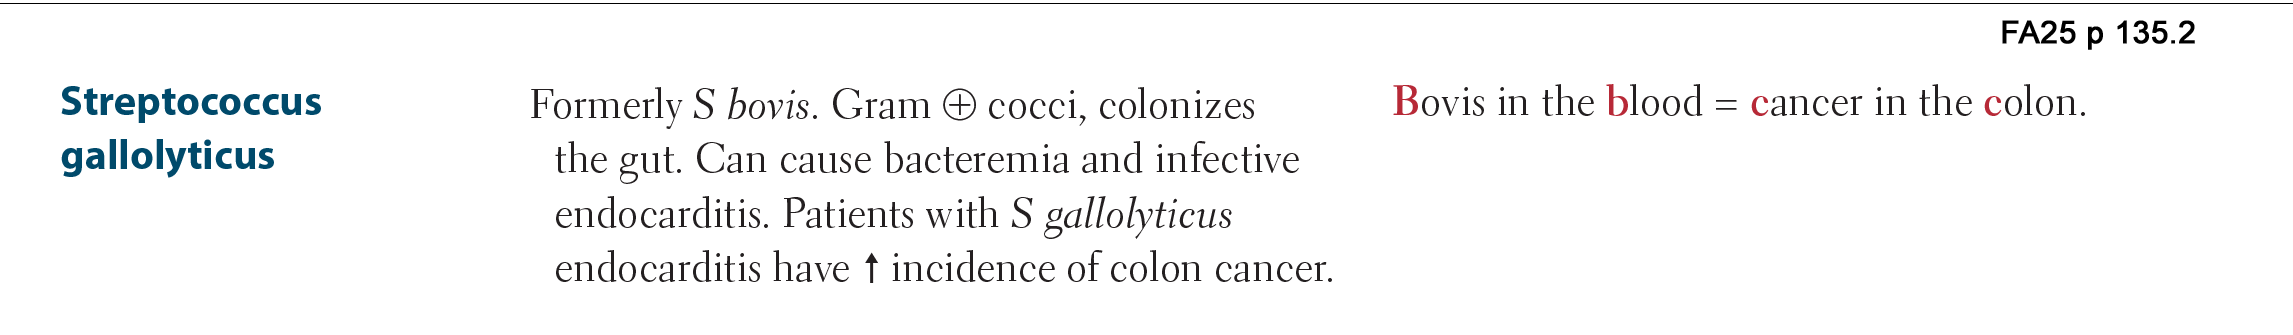 FA25 p 135.2
Streptococcus
gallolyticus
Formerly S bovis. Gram ⊕ cocci, colonizes
the gut. Can cause bacteremia and infective
endocarditis. Patients with S gallolyticus
endocarditis have ↑ incidence of colon cancer.
Bovis in the blood = cancer in the colon.